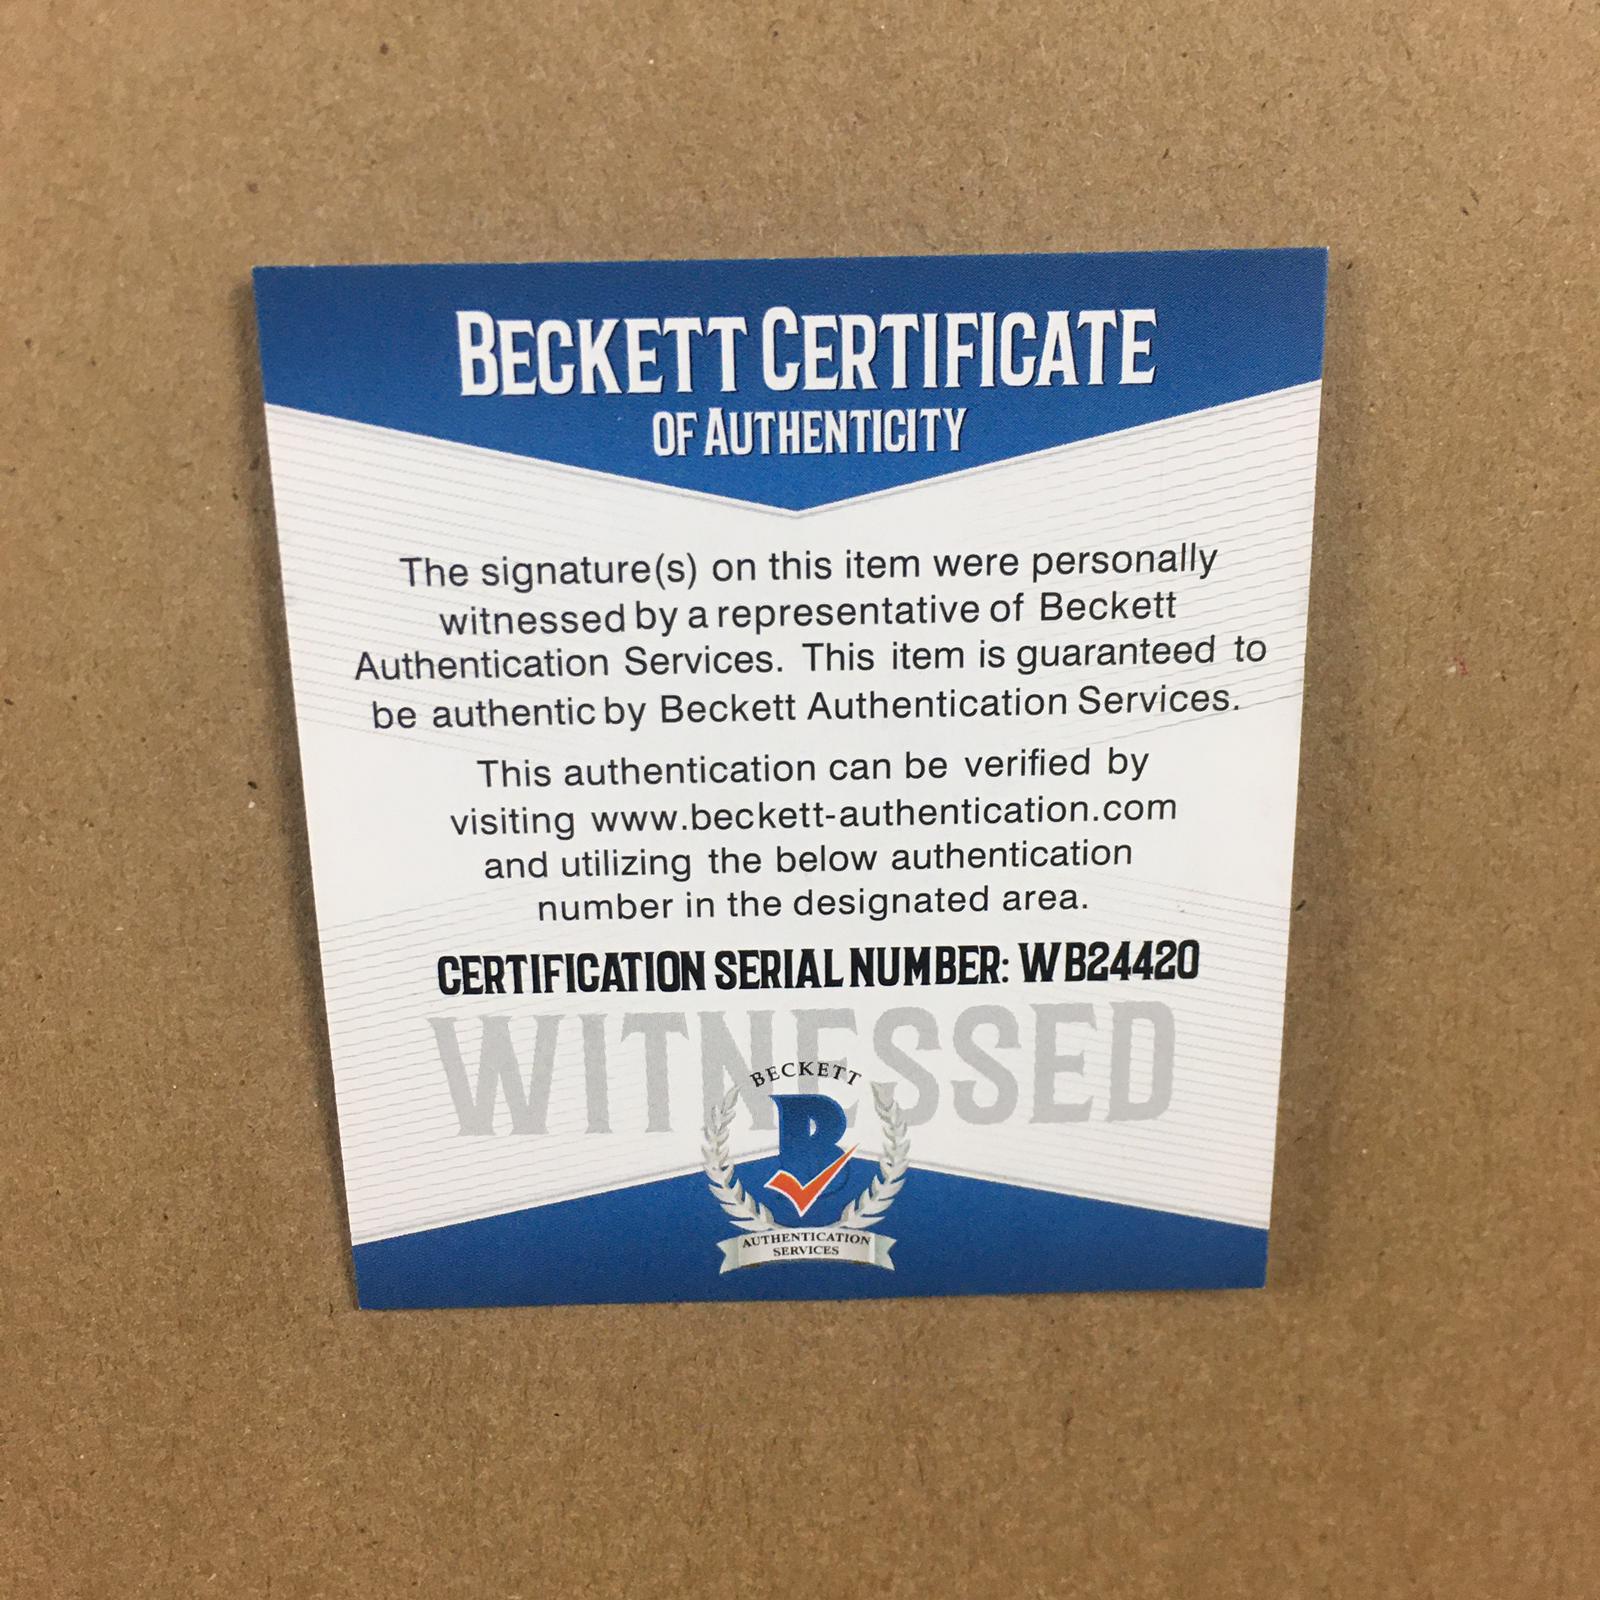 BECKETT CERTIFICATE
OF AUTHENTICITY
The signature(s) on this item were personally
witnessed by a representative of Beckett
Authentication Services. This item is guaranteed to
be authentic by Beckett Authentication Services.
This authentication can be verified by
visiting www.beckett-authentication.com
and utilizing the below authentication
number in the designated area.
CERTIFICATION SERIAL NUMBER: WB24420
WITNESSED
BECKETT
B
AUTHENTICATION
SERVICES